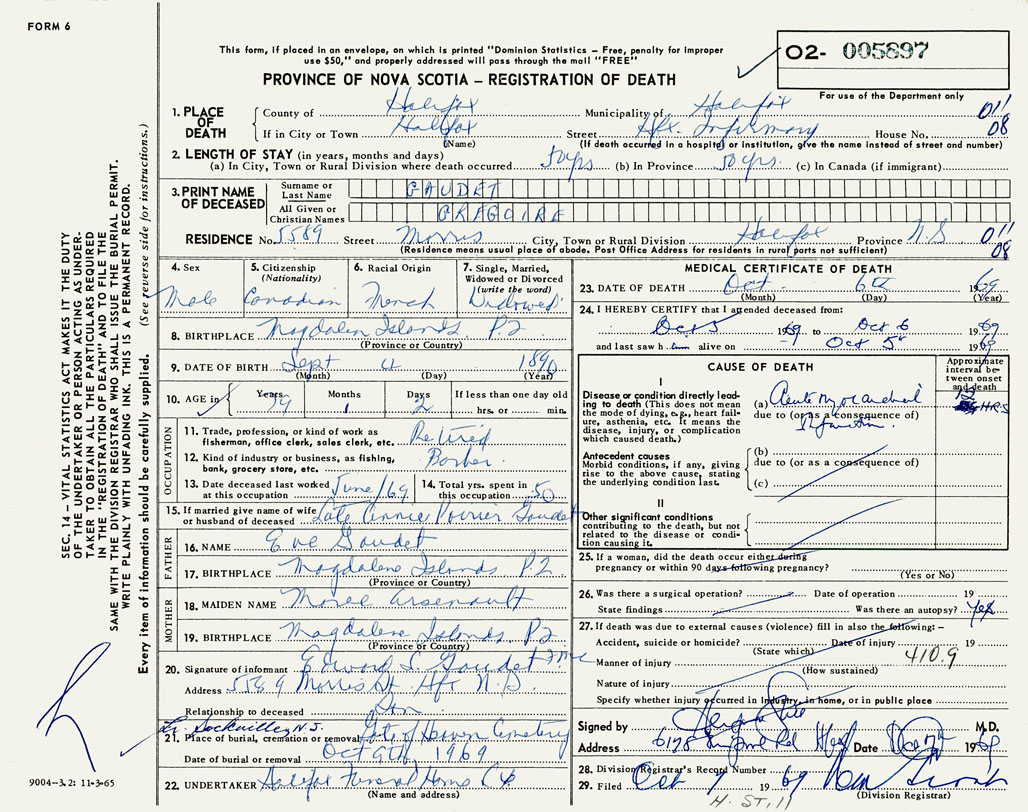 FORM 6
This form, if placed in an envelope, on which is printed "Dominion Statistics – Free, penalty for improper
use $50," and properly addressed will pass through the mail "FREE"
PROVINCE OF NOVA SCOTIA – REGISTRATION OF DEATH
O2- 005897
For use of the Department only
1. PLACE OF DEATH
County of Halifax Municipality of Halifax 011
If in City or Town Halifax Street Hfx. Infirmary House No. 08
(Name) (If death occurred in a hospital or institution, give the name instead of street and number)
2. LENGTH OF STAY (in years, months and days)
(a) In City, Town or Rural Division where death occurred 50 yrs. (b) In Province 50 yrs. (c) In Canada (if immigrant)
3. PRINT NAME OF DECEASED
Surname or Last Name GAUDET
All Given or Christian Names GREGOIRE
RESIDENCE No. 5589 Street Morris City, Town or Rural Division Halifax Province N.S 011
(Residence means usual place of abode. Post Office Address for residents in rural parts not sufficient) 08
4. Sex Male
5. Citizenship (Nationality) Canadian
6. Racial Origin French
7. Single, Married, Widowed or Divorced (write the word) Widowed
8. BIRTHPLACE Magdalen Islands. P.Q
(Province or Country)
9. DATE OF BIRTH Sept 4 1890
(Month) (Day) (Year)
10. AGE in Years 79 Months 1 Days 2 If less than one day old hrs. or min.
OCCUPATION
11. Trade, profession, or kind of work as fisherman, office clerk, sales clerk, etc. Retired
12. Kind of industry or business, as fishing, bank, grocery store, etc. Barber
13. Date deceased last worked at this occupation June/69
14. Total yrs. spent in this occupation 50
15. If married give name of wife or husband of deceased Late Annie Poirier Gaudet
FATHER
16. NAME Eve Gaudet
17. BIRTHPLACE Magdalene Islands P.Q
(Province or Country)
MOTHER
18. MAIDEN NAME Arsenault
19. BIRTHPLACE Magdalene Islands. P.Q
(Province or Country)
20. Signature of informant Edward S. Gaudet
Address 5589 Morris St. Hfx N.S.
Relationship to deceased Son
Lr. Sackville, N.S.
21. Place of burial, cremation or removal Gate of Heaven Cemetery
Date of burial or removal Oct 9th, 1969
22. UNDERTAKER Halifax Funeral Home
(Name and address)
MEDICAL CERTIFICATE OF DEATH
23. DATE OF DEATH Oct 6th 1969
(Month) (Day) (Year)
24. I HEREBY CERTIFY that I attended deceased from:
Oct 5 1969 to Oct 6 1969
and last saw him alive on Oct 5 1969
CAUSE OF DEATH
Approximate interval between onset and death
I
Disease or condition directly leading to death (This does not mean the mode of dying, e.g., heart failure, asthenia, etc. It means the disease, injury, or complication which caused death.)
(a) Acute Myocardial Infarction HRS
due to (or as a consequence of)
Antecedent causes
Morbid conditions, if any, giving rise to the above cause, stating the underlying condition last.
(b)
due to (or as a consequence of)
(c)
II
Other significant conditions
contributing to the death, but not related to the disease or condition causing it.
25. If a woman, did the death occur either during
pregnancy or within 90 days following pregnancy?
(Yes or No)
26. Was there a surgical operation? Date of operation 19
State findings Was there an autopsy? Yes
27. If death was due to external causes (violence) fill in also the following: –
Accident, suicide or homicide? Date of injury 19
(State which)
Manner of injury 410.9
(How sustained)
Nature of injury
Specify whether injury occurred in industry, in home, or in public place
Signed by M.D.
Address 6178 Hfx Date Oct 7th 1969
28. Division Registrar's Record Number
29. Filed Oct 7 1969
(Division Registrar)
H. ST. 11
SEC. 14 – VITAL STATISTICS ACT MAKES IT THE DUTY
OF THE UNDERTAKER OR PERSON ACTING AS UNDER-
TAKER TO OBTAIN ALL THE PARTICULARS REQUIRED
IN THE "REGISTRATION OF DEATH" AND TO FILE THE
SAME WITH THE DIVISION REGISTRAR WHO SHALL ISSUE THE BURIAL PERMIT.
WRITE PLAINLY WITH UNFADING INK. THIS IS A PERMANENT RECORD.
Every item of information should be carefully supplied. (See reverse side for instructions.)
9004-3.2: 11-3-65